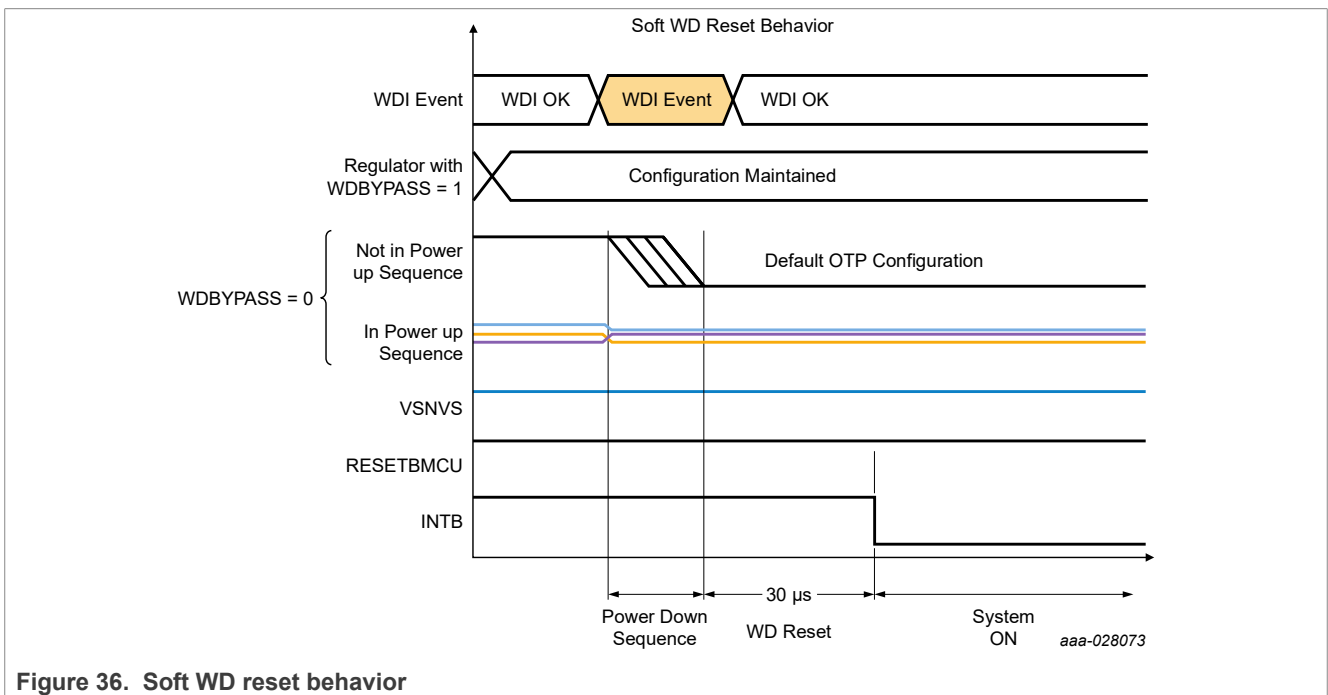 Soft WD Reset Behavior
WDI Event
WDI OK
WDI Event
WDI OK
Regulator with
WDBYPASS = 1
Configuration Maintained
WDBYPASS = 0
Not in Power
up Sequence
Default OTP Configuration
In Power up
Sequence
VSNVS
RESETBMCU
INTB
30 µs
Power Down
Sequence
WD Reset
System
ON
aaa-028073
Figure 36. Soft WD reset behavior